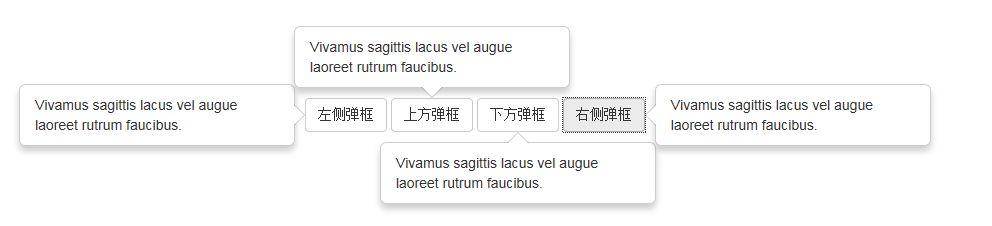 Vivamus sagittis lacus vel augue
laoreet rutrum faucibus.
Vivamus sagittis lacus vel augue
laoreet rutrum faucibus.
左侧弹框
上方弹框
下方弹框
右侧弹框
Vivamus sagittis lacus vel augue
laoreet rutrum faucibus.
Vivamus sagittis lacus vel augue
laoreet rutrum faucibus.